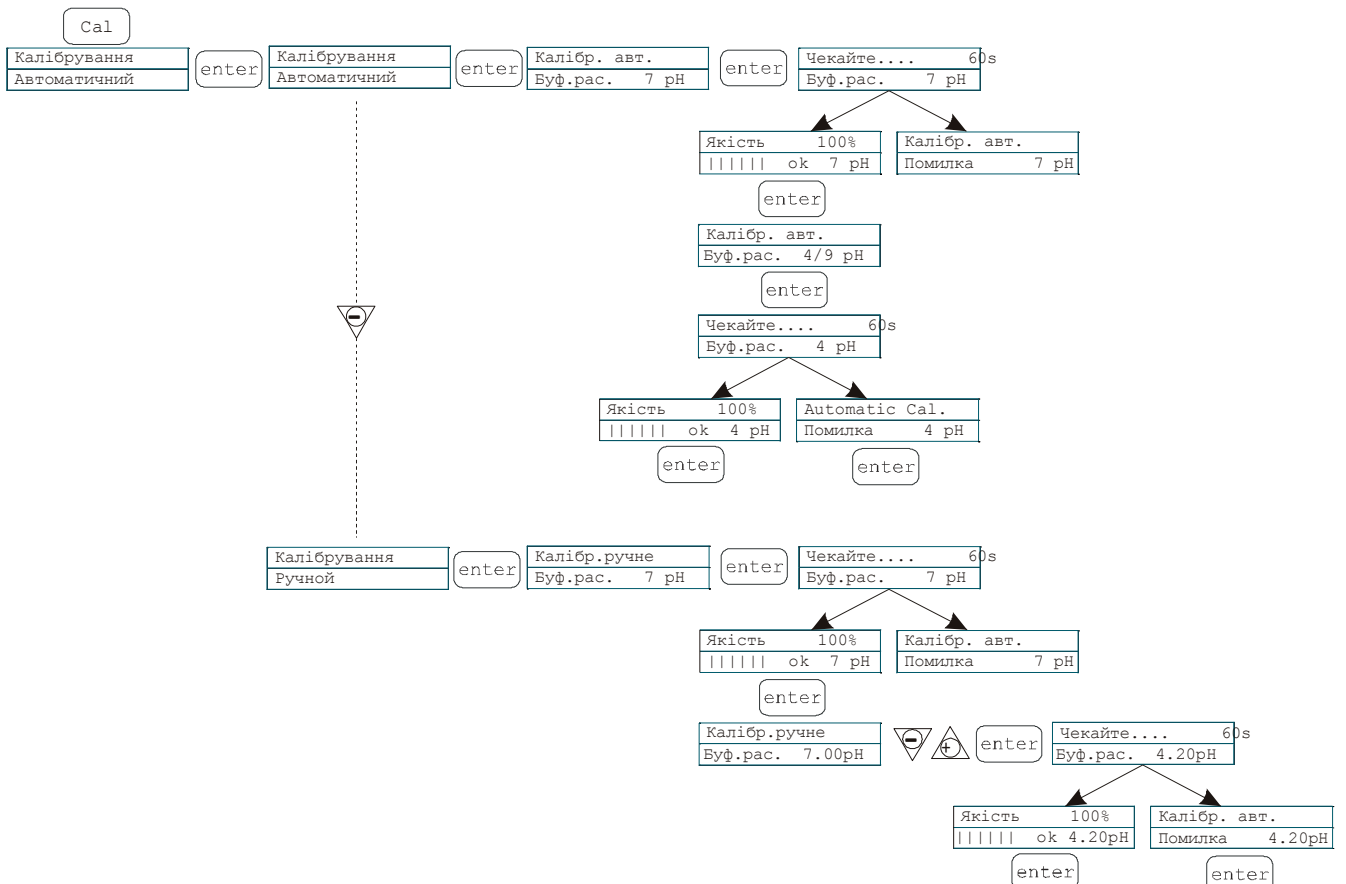 Cal
Калібрування
Автоматичний
enter
Калібрування
Автоматичний
enter
Калібр. авт.
Буф.рас. 7 pH
enter
Чекайте.... 60s
Буф.рас. 7 pH
Якість 100%
|||||| ok 7 pH
Калібр. авт.
Помилка 7 pH
enter
Калібр. авт.
Буф.рас. 4/9 pH
enter
Чекайте.... 60s
Буф.рас. 4 pH
Якість 100%
|||||| ok 4 pH
Automatic Cal.
Помилка 4 pH
enter
enter
Калібрування
Ручной
enter
Калібр.ручне
Буф.рас. 7 pH
enter
Чекайте.... 60s
Буф.рас. 7 pH
Якість 100%
|||||| ok 7 pH
Калібр. авт.
Помилка 7 pH
enter
Калібр.ручне
Буф.рас. 7.00pH
enter
Чекайте.... 60s
Буф.рас. 4.20pH
Якість 100%
|||||| ok 4.20pH
Калібр. авт.
Помилка 4.20pH
enter
enter